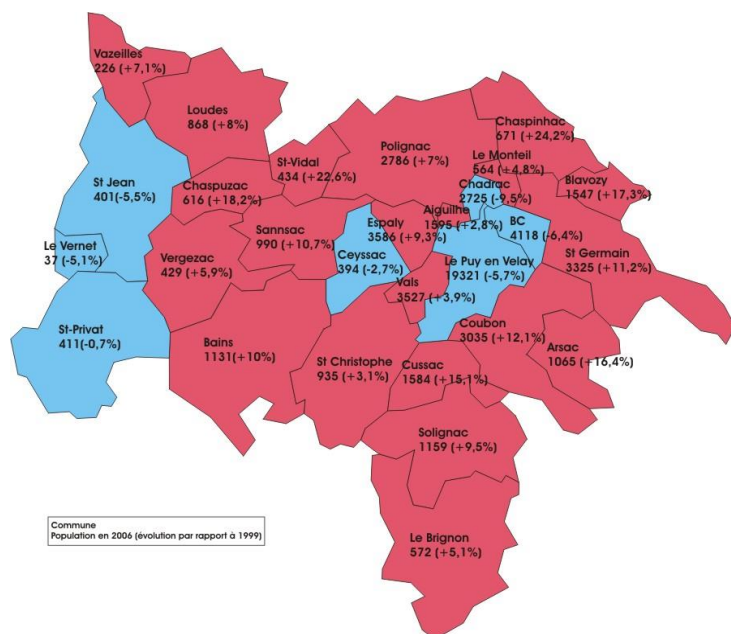 Vazeilles
226 (+7,1%)
Loudes
868 (+8%)
Chaspinhac
671 (+24,2%)
Polignac
2786 (+7%)
St-Vidal
434 (+22,6%)
Le Monteil
564 (+4,8%)
Blavozy
1547 (+17,3%)
St Jean
401(-5,5%)
Chaspuzac
616 (+18,2%)
Chadrac
2725 (-9,5%)
Aiguilhe
1595 (+2,8%)
BC
4118 (-6,4%)
Sannsac
990 (+10,7%)
Espaly
3586 (+9,3%)
Le Vernet
37 (-5,1%)
Vergezac
429 (+5,9%)
Ceyssac
394 (-2,7%)
Le Puy en Velay
19321 (-5,7%)
St Germain
3325 (+11,2%)
Vals
3527 (+3,9%)
St-Privat
411(-0,7%)
Bains
1131(+10%)
St Christophe
935 (+3,1%)
Cussac
1584 (+15,1%)
Coubon
3035 (+12,1%)
Arsac
1065 (+16,4%)
Solignac
1159 (+9,5%)
Le Brignon
572 (+5,1%)
Commune
Population en 2006 (évolution par rapport à 1999)